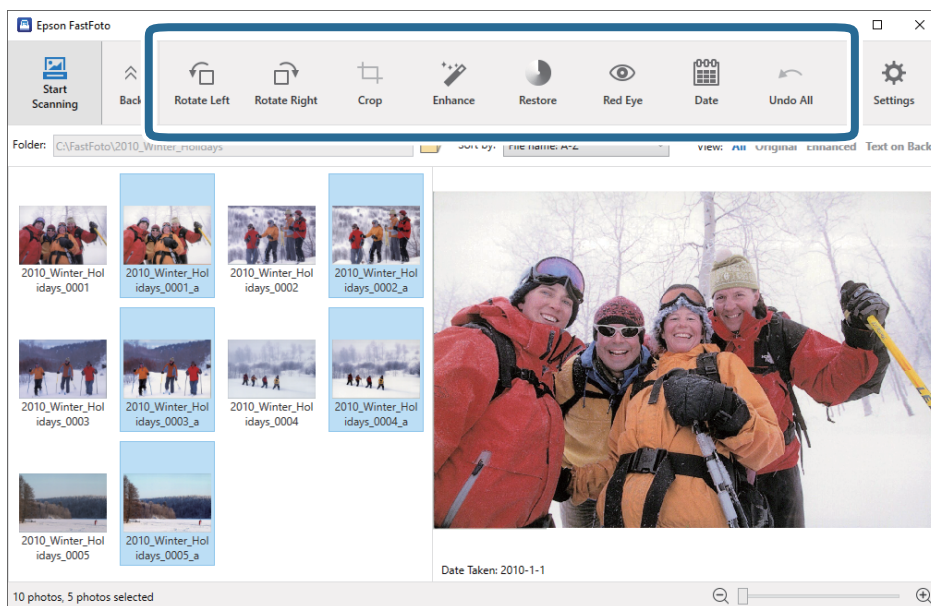 Epson FastFoto
Start
Scanning
Back
Rotate Left
Rotate Right
Crop
Enhance
Restore
Red Eye
Date
Undo All
Settings
Folder: C:\FastFoto\2010_Winter_Holidays
Sort by: File name: A-Z
View: All Original Enhanced Text on Back
2010_Winter_Hol
idays_0001
2010_Winter_Hol
idays_0001_a
2010_Winter_Hol
idays_0002
2010_Winter_Hol
idays_0002_a
2010_Winter_Hol
idays_0003
2010_Winter_Hol
idays_0003_a
2010_Winter_Hol
idays_0004
2010_Winter_Hol
idays_0004_a
2010_Winter_Hol
idays_0005
2010_Winter_Hol
idays_0005_a
Date Taken: 2010-1-1
10 photos, 5 photos selected